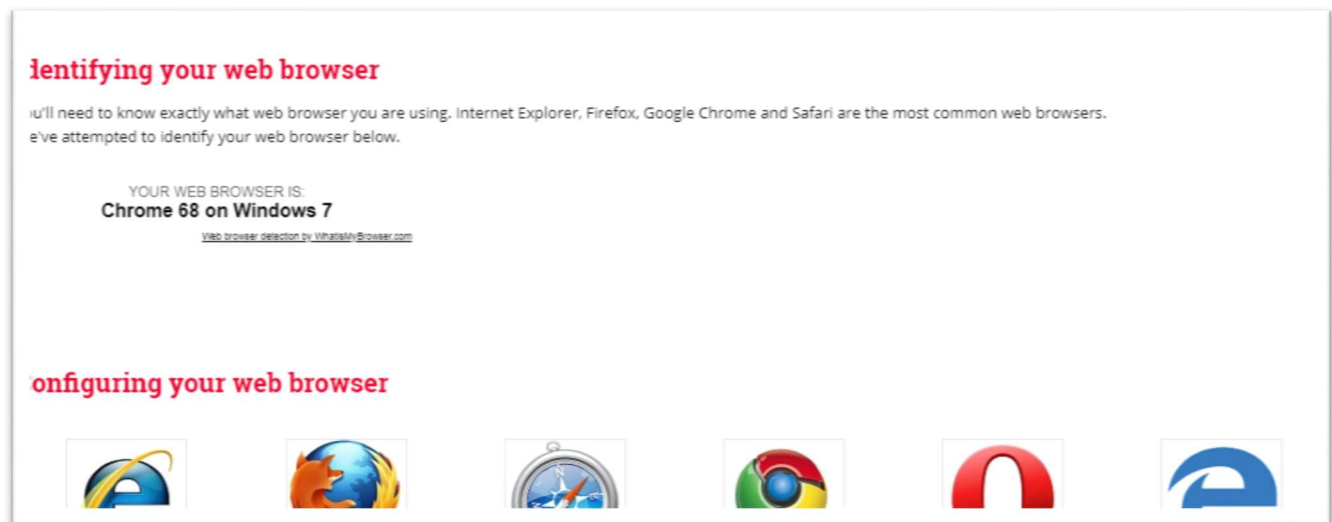 dentifying your web browser
u'll need to know exactly what web browser you are using. Internet Explorer, Firefox, Google Chrome and Safari are the most common web browsers.
e've attempted to identify your web browser below.
YOUR WEB BROWSER IS:
Chrome 68 on Windows 7
Web browser detection by WhatIsMyBrowser.com
onfiguring your web browser